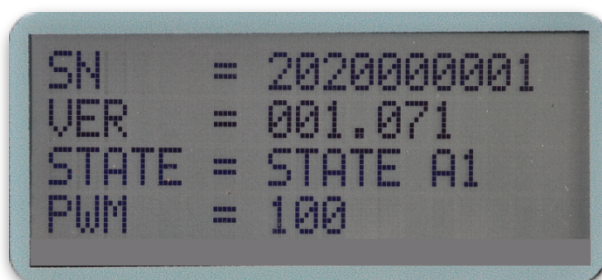 SN = 2020000001
VER = 001.071
STATE = STATE A1
PWM = 100